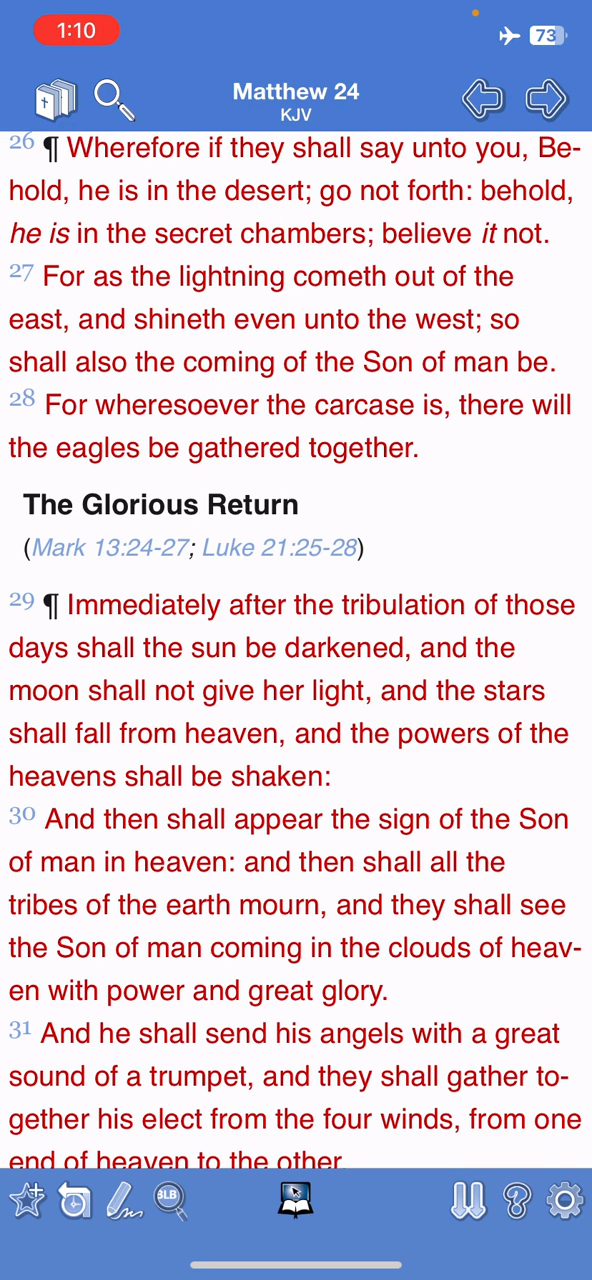 1:10
73
Matthew 24
KJV
26 ¶ Wherefore if they shall say unto you, Be-
hold, he is in the desert; go not forth: behold,
he is in the secret chambers; believe it not.
27 For as the lightning cometh out of the
east, and shineth even unto the west; so
shall also the coming of the Son of man be.
28 For wheresoever the carcase is, there will
the eagles be gathered together.
The Glorious Return
(Mark 13:24-27; Luke 21:25-28)
29 ¶ Immediately after the tribulation of those
days shall the sun be darkened, and the
moon shall not give her light, and the stars
shall fall from heaven, and the powers of the
heavens shall be shaken:
30 And then shall appear the sign of the Son
of man in heaven: and then shall all the
tribes of the earth mourn, and they shall see
the Son of man coming in the clouds of heav-
en with power and great glory.
31 And he shall send his angels with a great
sound of a trumpet, and they shall gather to-
gether his elect from the four winds, from one
end of heaven to the other.
BLB